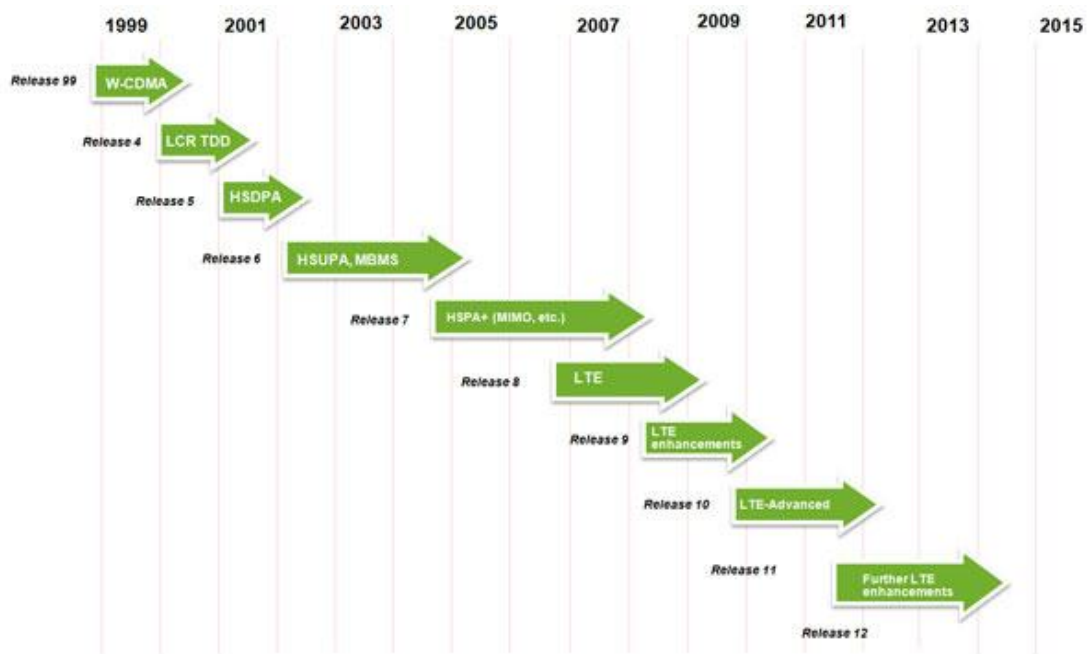 1999 2001 2003 2005 2007 2009 2011 2013 2015
Release 99 W-CDMA
Release 4 LCR TDD
Release 5 HSDPA
Release 6 HSUPA, MBMS
Release 7 HSPA+ (MIMO, etc.)
Release 8 LTE
Release 9 LTE
enhancements
Release 10 LTE-Advanced
Release 11 Further LTE
enhancements
Release 12